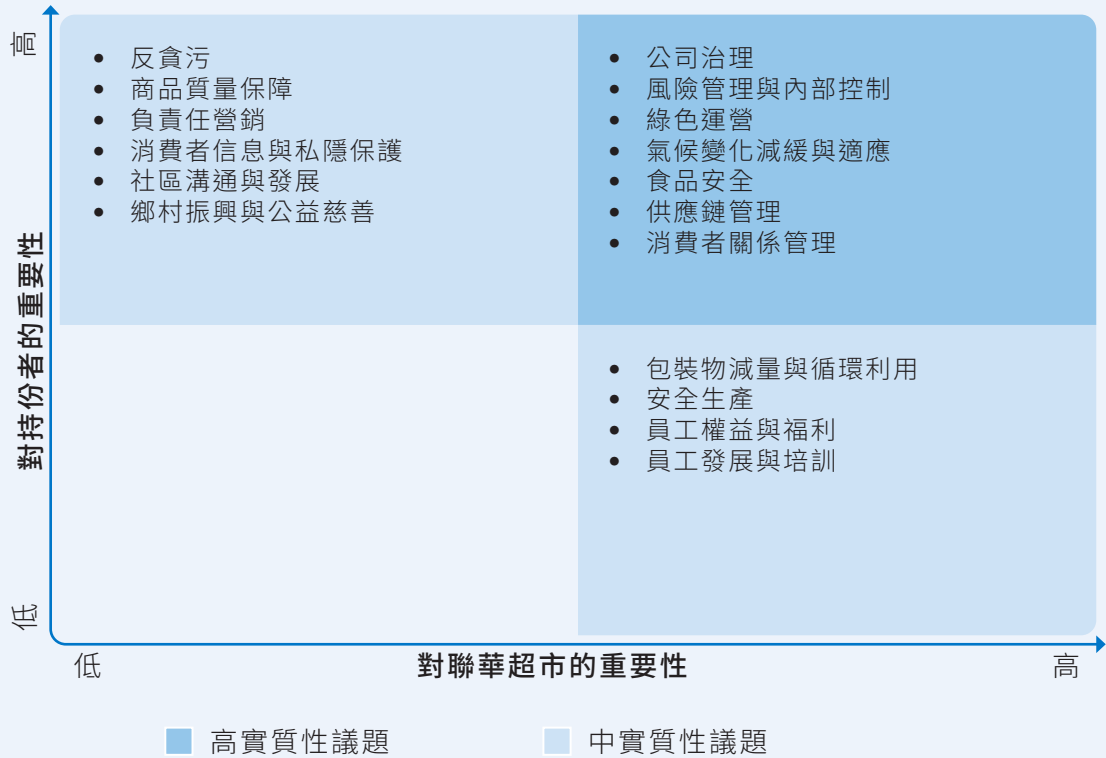 高
對持份者的重要性
低
• 反貪污
• 商品質量保障
• 負責任營銷
• 消費者信息與私隱保護
• 社區溝通與發展
• 鄉村振興與公益慈善
• 公司治理
• 風險管理與內部控制
• 綠色運營
• 氣候變化減緩與適應
• 食品安全
• 供應鏈管理
• 消費者關係管理
• 包裝物減量與循環利用
• 安全生產
• 員工權益與福利
• 員工發展與培訓
低
對聯華超市的重要性
高
高實質性議題
中實質性議題